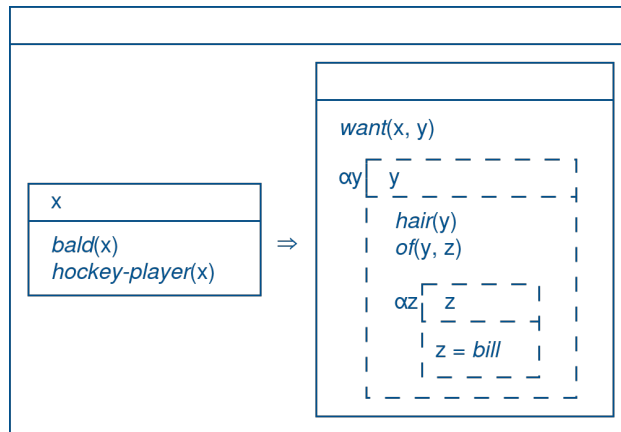 x
bald(x)
hockey-player(x)
⇒
want(x, y)
αy y
hair(y)
of(y, z)
αz z
z = bill